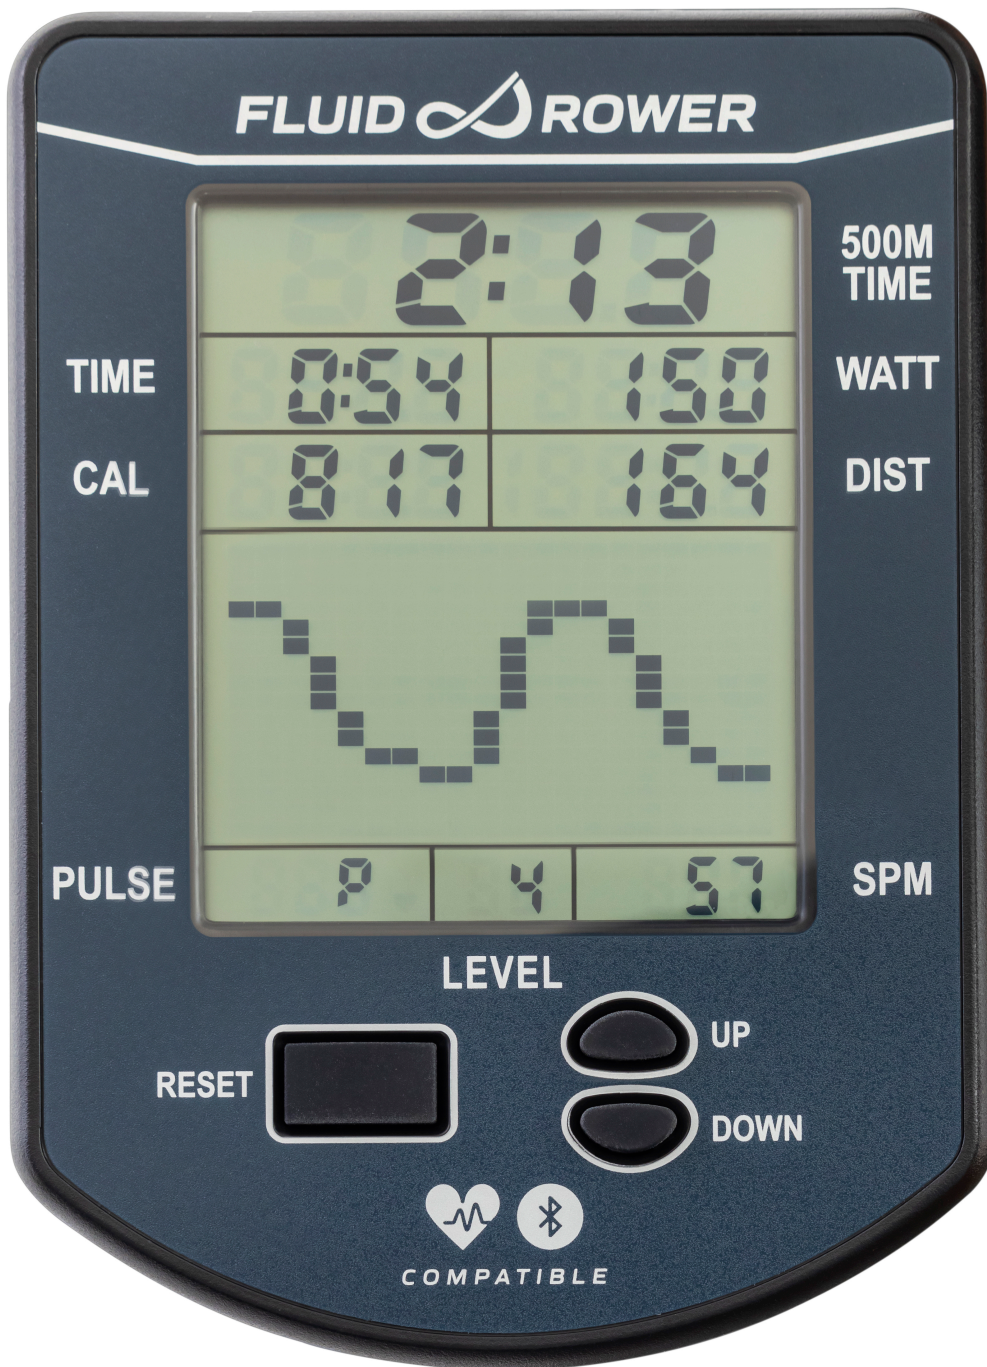 FLUID ROWER
2:13
500M
TIME
TIME
0:54
150
WATT
CAL
817
164
DIST
PULSE
P
4
57
SPM
LEVEL
UP
RESET
DOWN
COMPATIBLE